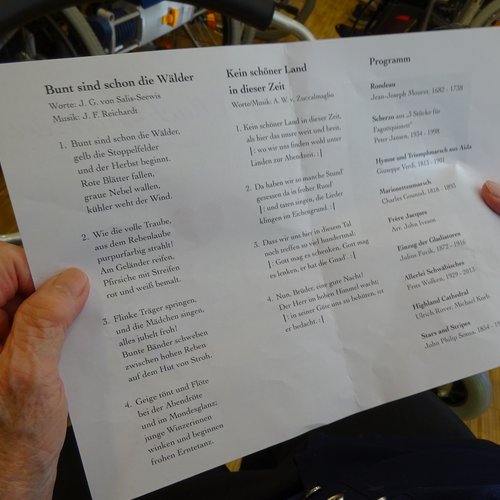 Bunt sind schon die Wälder
Worte: J. G. von Salis-Seewis
Musik: J. F. Reichardt
1. Bunt sind schon die Wälder,
gelb die Stoppelfelder
und der Herbst beginnt.
Rote Blätter fallen,
graue Nebel wallen,
kühler weht der Wind.
2. Wie die volle Traube,
aus dem Rebenlaube
purpurfarbig strahlt!
Am Geländer reifen,
Pfirsiche mit Streifen
rot und weiß bemalt.
3. Flinke Träger springen,
und die Mädchen singen,
alles jubelt froh!
Bunte Bänder schweben
zwischen hohen Reben
auf dem Hut von Stroh.
4. Geige tönt und Flöte
bei der Abendröte
und im Mondesglanz;
junge Winzerinnen
winken und beginnen
frohen Erntetanz.
Kein schöner Land
in dieser Zeit
Worte/Musik: A. W. v. Zuccalmaglio
1. Kein schöner Land in dieser Zeit,
als hier das unsre weit und breit,
|: wo wir uns finden wohl unter
Linden zur Abendzeit. :|
2. Da haben wir so manche Stund'
gesessen da in froher Rund'
|: und taten singen, die Lieder
klingen im Eichengrund. :|
3. Dass wir uns hier in diesem Tal
noch treffen so viel hundertmal:
|: Gott mag es schenken, Gott mag
es lenken, er hat die Gnad'. :|
4. Nun, Brüder, eine gute Nacht!
Der Herr im hohen Himmel wacht;
|: in seiner Güte uns zu behüten, ist
er bedacht. :|
Programm
Rondeau
Jean-Joseph Mouret, 1682 - 1738
Scherzo aus „5 Stücke für
Fagottquintett"
Peter Jansen, 1934 - 1998
Hymne und Triumphmarsch aus Aida
Giuseppe Verdi, 1813 - 1901
Marionettenmarsch
Charles Gounod, 1818 - 1893
Frère Jacques
Arr. John Iveson
Einzug der Gladiatoren
Julius Fucik, 1872 - 1916
Allerlei Schwäbisches
Fritz Wolken, 1929 - 2013
Highland Cathedral
Ulrich Röver, Michael Korb
Stars and Stripes
John Philip Sousa, 1854 -